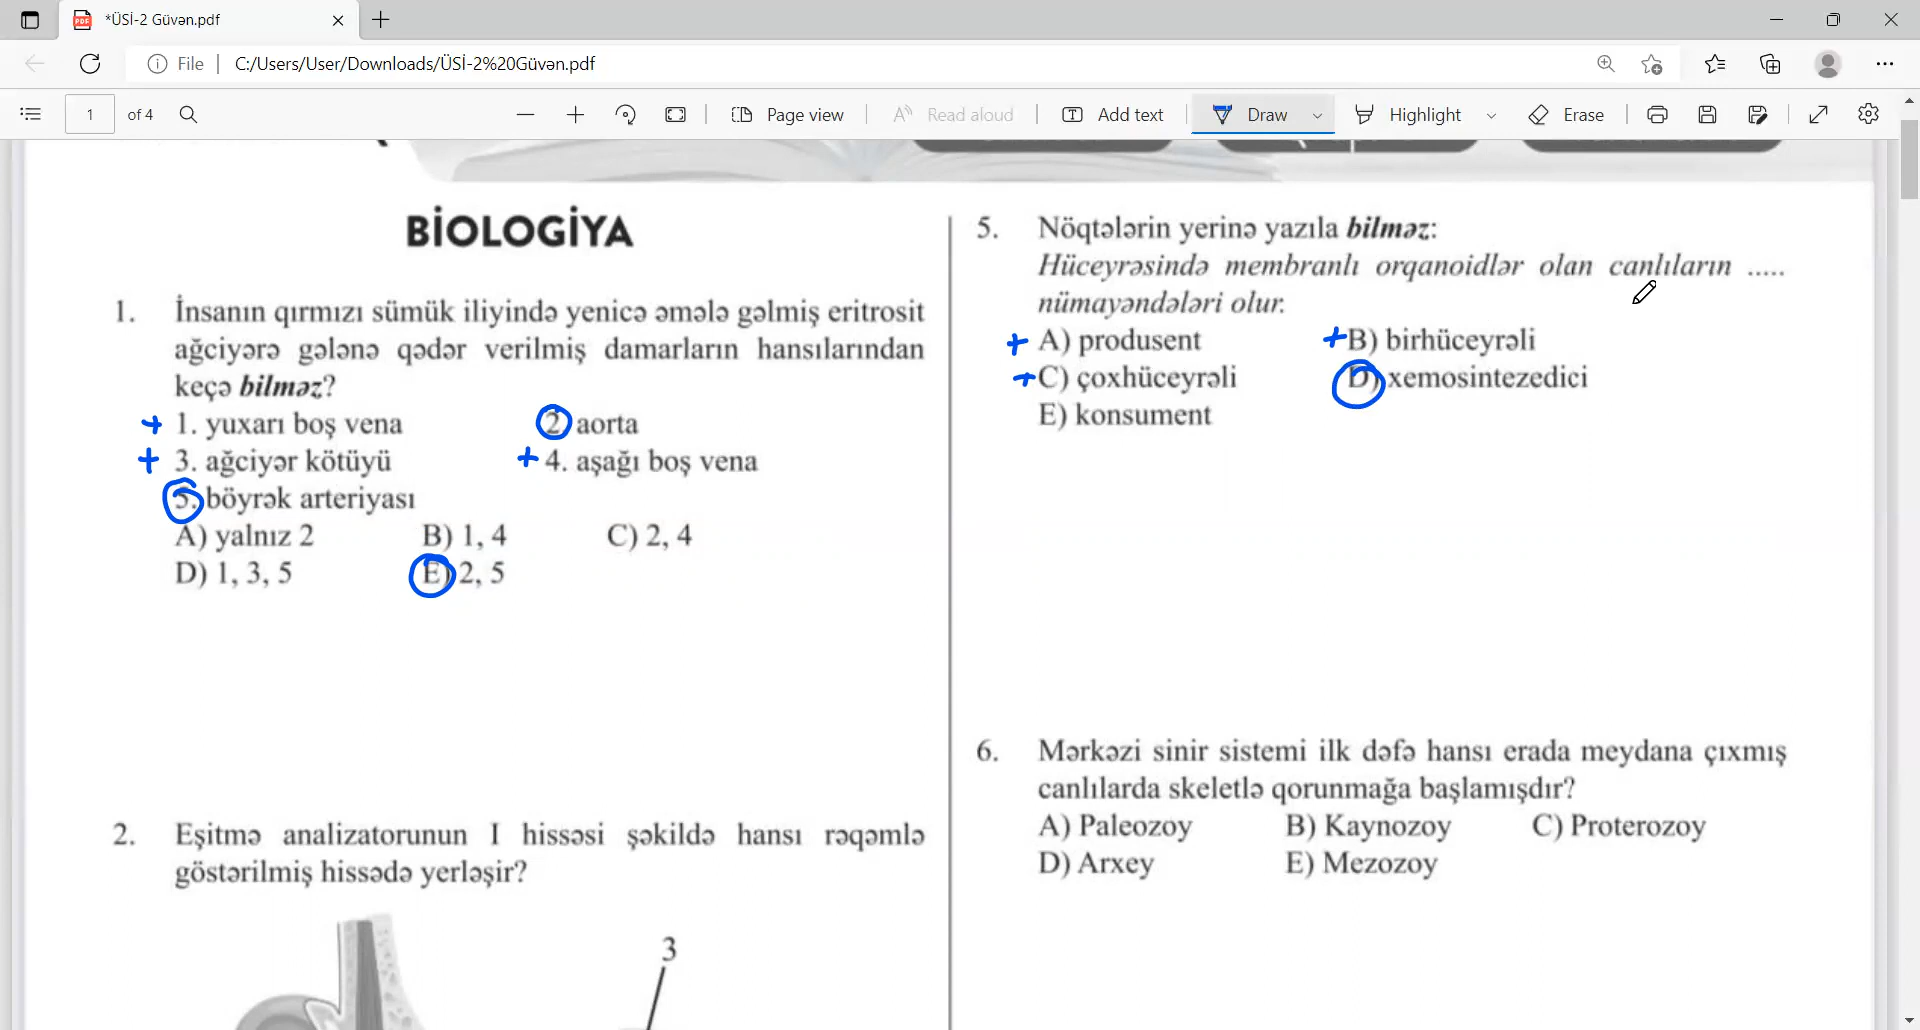 *ÜSİ-2 Güvən.pdf
File
C:/Users/User/Downloads/ÜSİ-2%20Güvən.pdf
1 of 4
Page view
Read aloud
Add text
Draw
Highlight
Erase
BİOLOGİYA
1. İnsanın qırmızı sümük iliyində yenicə əmələ gəlmiş eritrosit
ağciyərə gələnə qədər verilmiş damarların hansılarından
keçə bilməz?
+ 1. yuxarı boş vena 2. aorta
+ 3. ağciyər kötüyü + 4. aşağı boş vena
5. böyrək arteriyası
A) yalnız 2 B) 1, 4 C) 2, 4
D) 1, 3, 5 E) 2, 5
2. Eşitmə analizatorunun I hissəsi şəkildə hansı rəqəmlə
göstərilmiş hissədə yerləşir?
3
5. Nöqtələrin yerinə yazıla bilməz:
Hüceyrəsində membranlı orqanoidlər olan canlıların .....
nümayəndələri olur.
+ A) produsent + B) birhüceyrəli
+ C) çoxhüceyrəli D) xemosintezedici
E) konsument
6. Mərkəzi sinir sistemi ilk dəfə hansı erada meydana çıxmış
canlılarda skeletlə qorunmağa başlamışdır?
A) Paleozoy B) Kaynozoy C) Proterozoy
D) Arxey E) Mezozoy